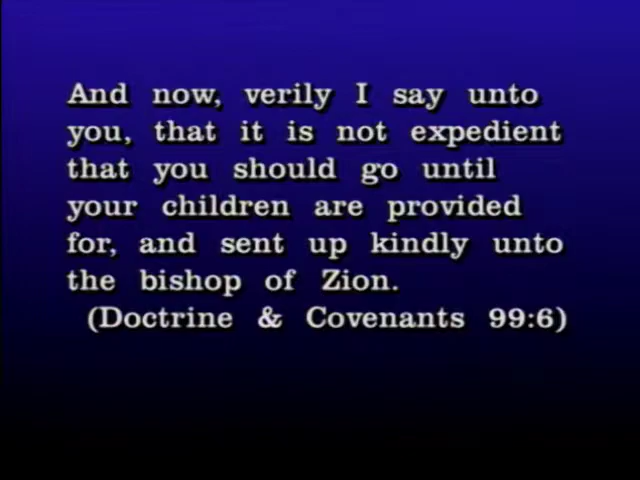 And now, verily I say unto
you, that it is not expedient
that you should go until
your children are provided
for, and sent up kindly unto
the bishop of Zion.
(Doctrine & Covenants 99:6)